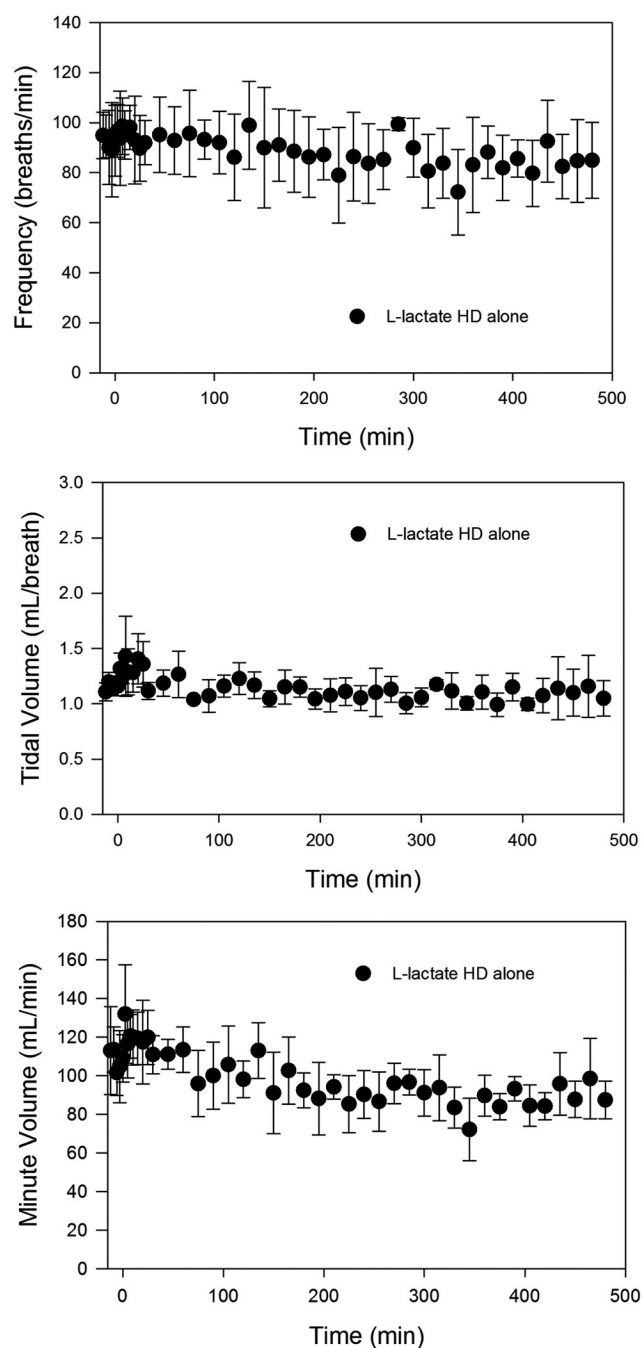 Frequency (breaths/min)
140
120
100
80
60
40
20
0
L-lactate HD alone
0 100 200 300 400 500
Time (min)
Tidal Volume (mL/breath)
3.0
2.5
2.0
1.5
1.0
0.5
0.0
L-lactate HD alone
0 100 200 300 400 500
Time (min)
Minute Volume (mL/min)
180
160
140
120
100
80
60
40
20
0
L-lactate HD alone
0 100 200 300 400 500
Time (min)